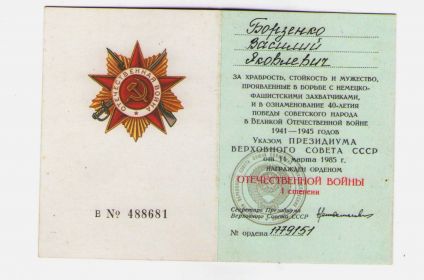 ОТЕЧЕСТВЕННАЯ ВОЙНА
В № 488681
Борзенко
Василий
Яковлевич
ЗА ХРАБРОСТЬ, СТОЙКОСТЬ И МУЖЕСТВО,
ПРОЯВЛЕННЫЕ В БОРЬБЕ С НЕМЕЦКО-
ФАШИСТСКИМИ ЗАХВАТЧИКАМИ,
И В ОЗНАМЕНОВАНИЕ 40-ЛЕТИЯ
ПОБЕДЫ СОВЕТСКОГО НАРОДА
В ВЕЛИКОЙ ОТЕЧЕСТВЕННОЙ ВОЙНЕ
1941—1945 ГОДОВ
УКАЗОМ ПРЕЗИДИУМА
ВЕРХОВНОГО СОВЕТА СССР
от 11 марта 1985 г.
НАГРАЖДЕН ОРДЕНОМ
ОТЕЧЕСТВЕННОЙ ВОЙНЫ
I степени
Секретарь Президиума
Верховного Совета СССР
№ ордена 1779151